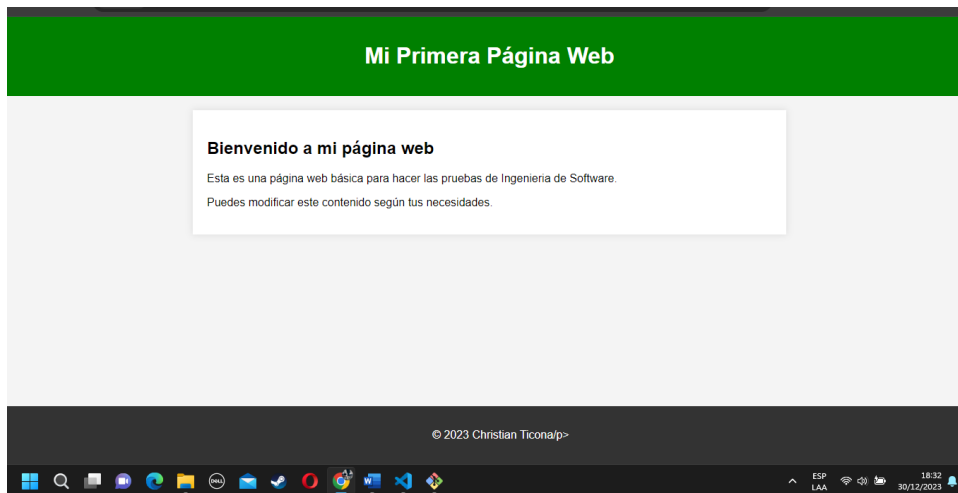 Mi Primera Página Web
Bienvenido a mi página web
Esta es una página web básica para hacer las pruebas de Ingenieria de Software.
Puedes modificar este contenido según tus necesidades.
© 2023 Christian Ticona/p>
DELL
ESP
LAA
18:32
30/12/2023